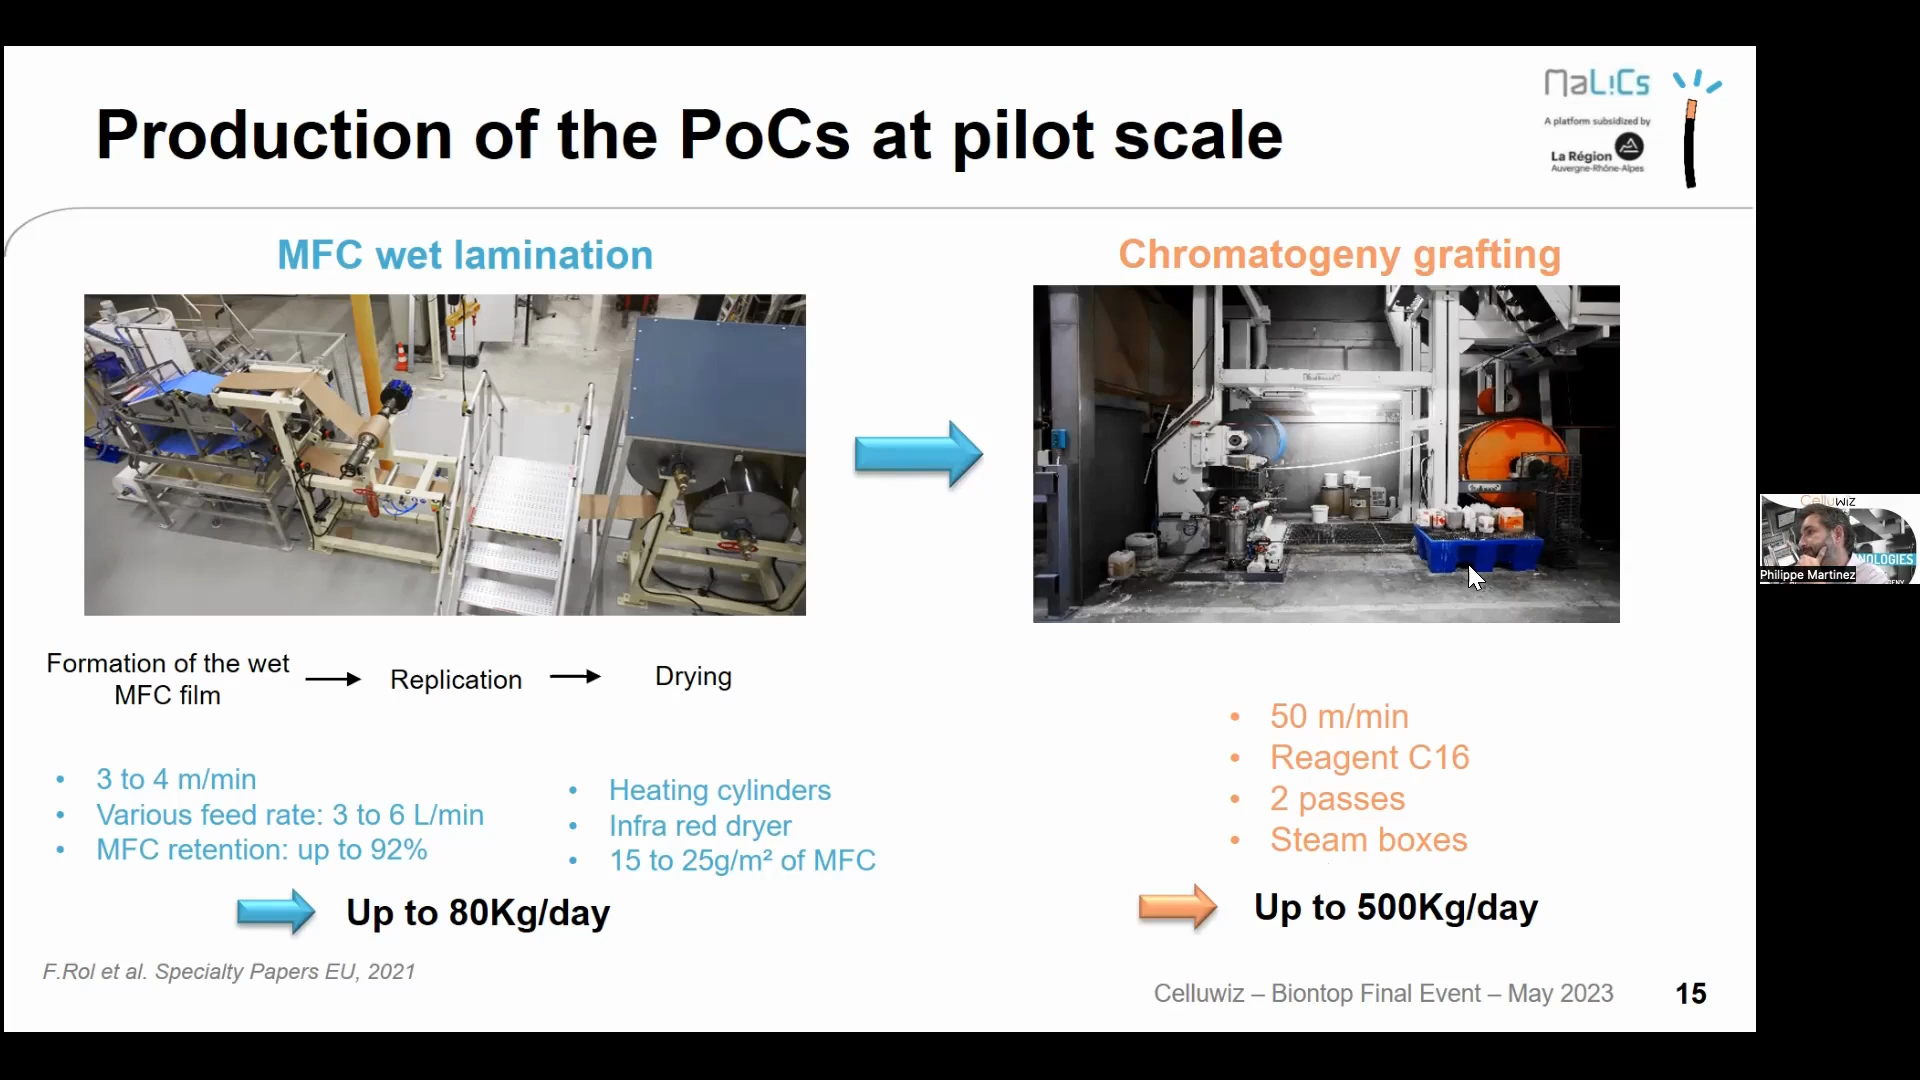 Production of the PoCs at pilot scale
MaLiCs
A platform subsidized by
La Région
Auvergne-Rhône-Alpes
MFC wet lamination
Chromatogeny grafting
Formation of the wet
MFC film
Replication
Drying
• 3 to 4 m/min
• Various feed rate: 3 to 6 L/min
• MFC retention: up to 92%
• Heating cylinders
• Infra red dryer
• 15 to 25g/m² of MFC
Up to 80Kg/day
• 50 m/min
• Reagent C16
• 2 passes
• Steam boxes
Up to 500Kg/day
F.Rol et al. Specialty Papers EU, 2021
Celluwiz – Biontop Final Event – May 2023
15
Celluwiz
NOLOGIES
Philippe Martinez